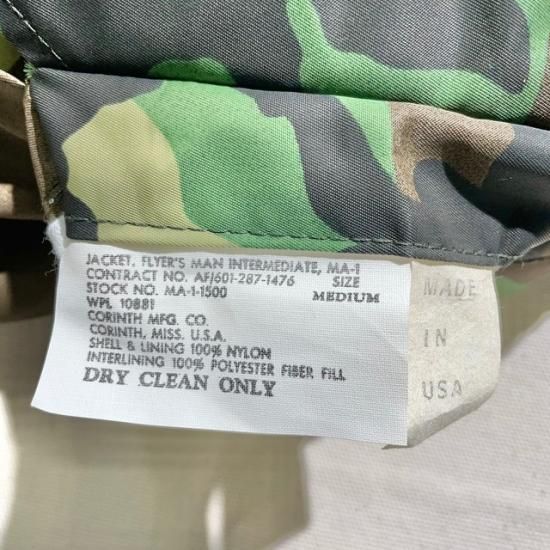 JACKET, FLYER'S MAN INTERMEDIATE, MA-1
CONTRACT NO. AF/601-287-1476 SIZE
STOCK NO. MA-1-1500 MEDIUM
WPL 10881
CORINTH MFG. CO.
CORINTH, MISS. U.S.A.
SHELL & LINING 100% NYLON
INTERLINING 100% POLYESTER FIBER FILL
DRY CLEAN ONLY
MADE
IN
USA